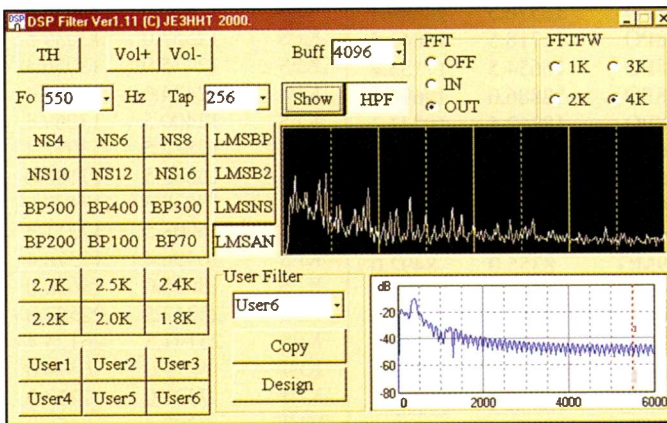 DSP Filter Ver1.11 (C) JE3HHT 2000.
TH Vol+ Vol- Buff 4096
FFT
OFF
IN
OUT
FFTFW
1K 3K
2K 4K
Fo 550 Hz Tap 256 Show HPF
NS4 NS6 NS8 LMSBP
NS10 NS12 NS16 LMSB2
BP500 BP400 BP300 LMSNS
BP200 BP100 BP70 LMSAN
2.7K 2.5K 2.4K
2.2K 2.0K 1.8K
User1 User2 User3
User4 User5 User6
User Filter
User6
Copy
Design
dB
-20
-40
-60
-80
0 2000 4000 6000